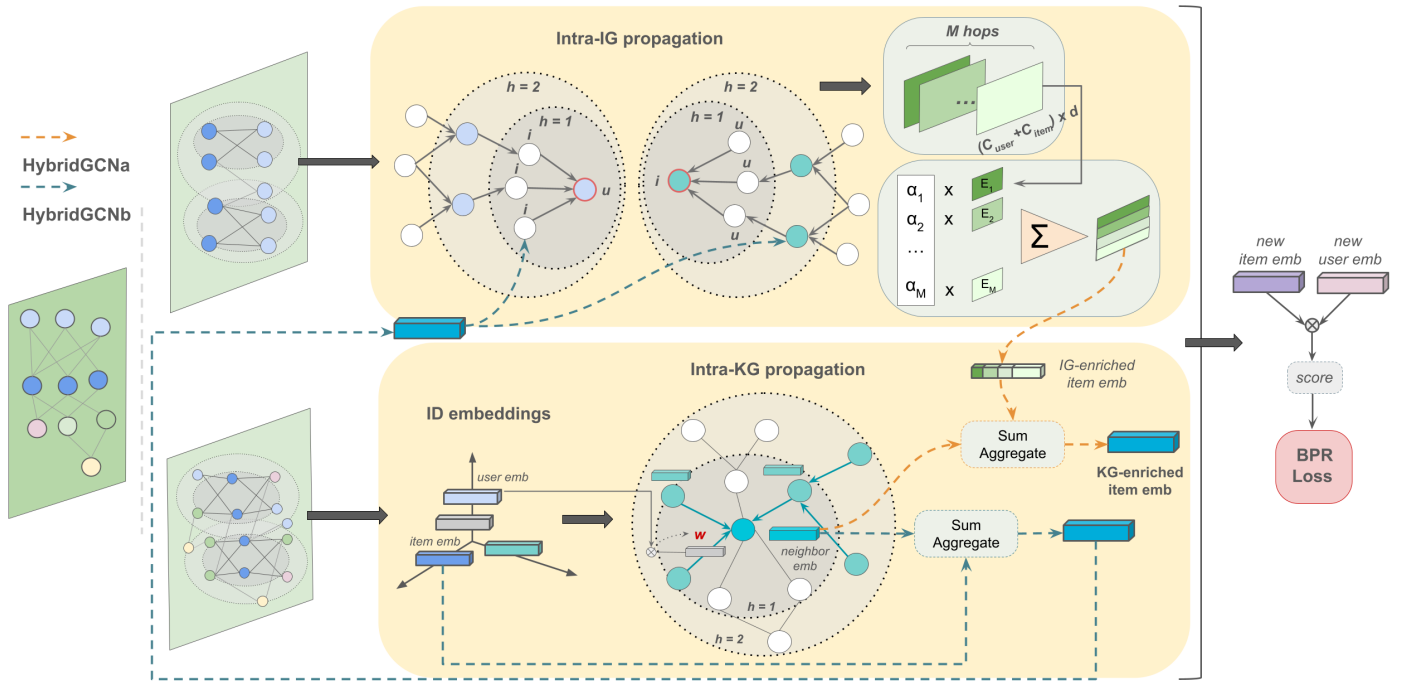 HybridGCNa
HybridGCNb
Intra-IG propagation
h = 2
h = 1
i
i
i
u
h = 2
h = 1
u
u
u
i
M hops
...
(C user +C item ) x d
α1 x E1
α2 x E2
...
αM x EM
Σ
Intra-KG propagation
ID embeddings
user emb
item emb
w
neighbor
emb
h = 1
h = 2
IG-enriched
item emb
Sum
Aggregate
KG-enriched
item emb
Sum
Aggregate
new
item emb
new
user emb
score
BPR
Loss